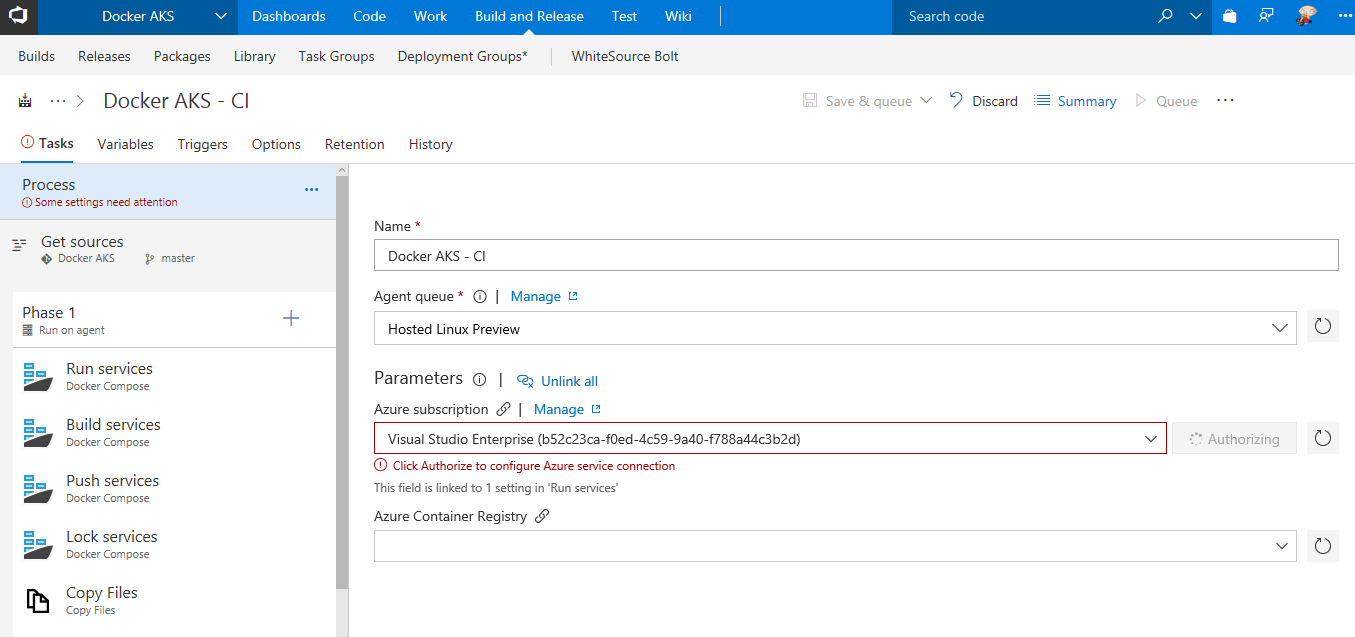 Docker AKS Dashboards Code Work Build and Release Test Wiki Search code
Builds Releases Packages Library Task Groups Deployment Groups* WhiteSource Bolt
Docker AKS - CI Save & queue Discard Summary Queue
Tasks Variables Triggers Options Retention History
Process
Some settings need attention
Get sources
Docker AKS master
Phase 1
Run on agent
Run services
Docker Compose
Build services
Docker Compose
Push services
Docker Compose
Lock services
Docker Compose
Copy Files
Copy Files
Name *
Docker AKS - CI
Agent queue * | Manage
Hosted Linux Preview
Parameters | Unlink all
Azure subscription | Manage
Visual Studio Enterprise (b52c23ca-f0ed-4c59-9a40-f788a44c3b2d) Authorizing
Click Authorize to configure Azure service connection
This field is linked to 1 setting in 'Run services'
Azure Container Registry